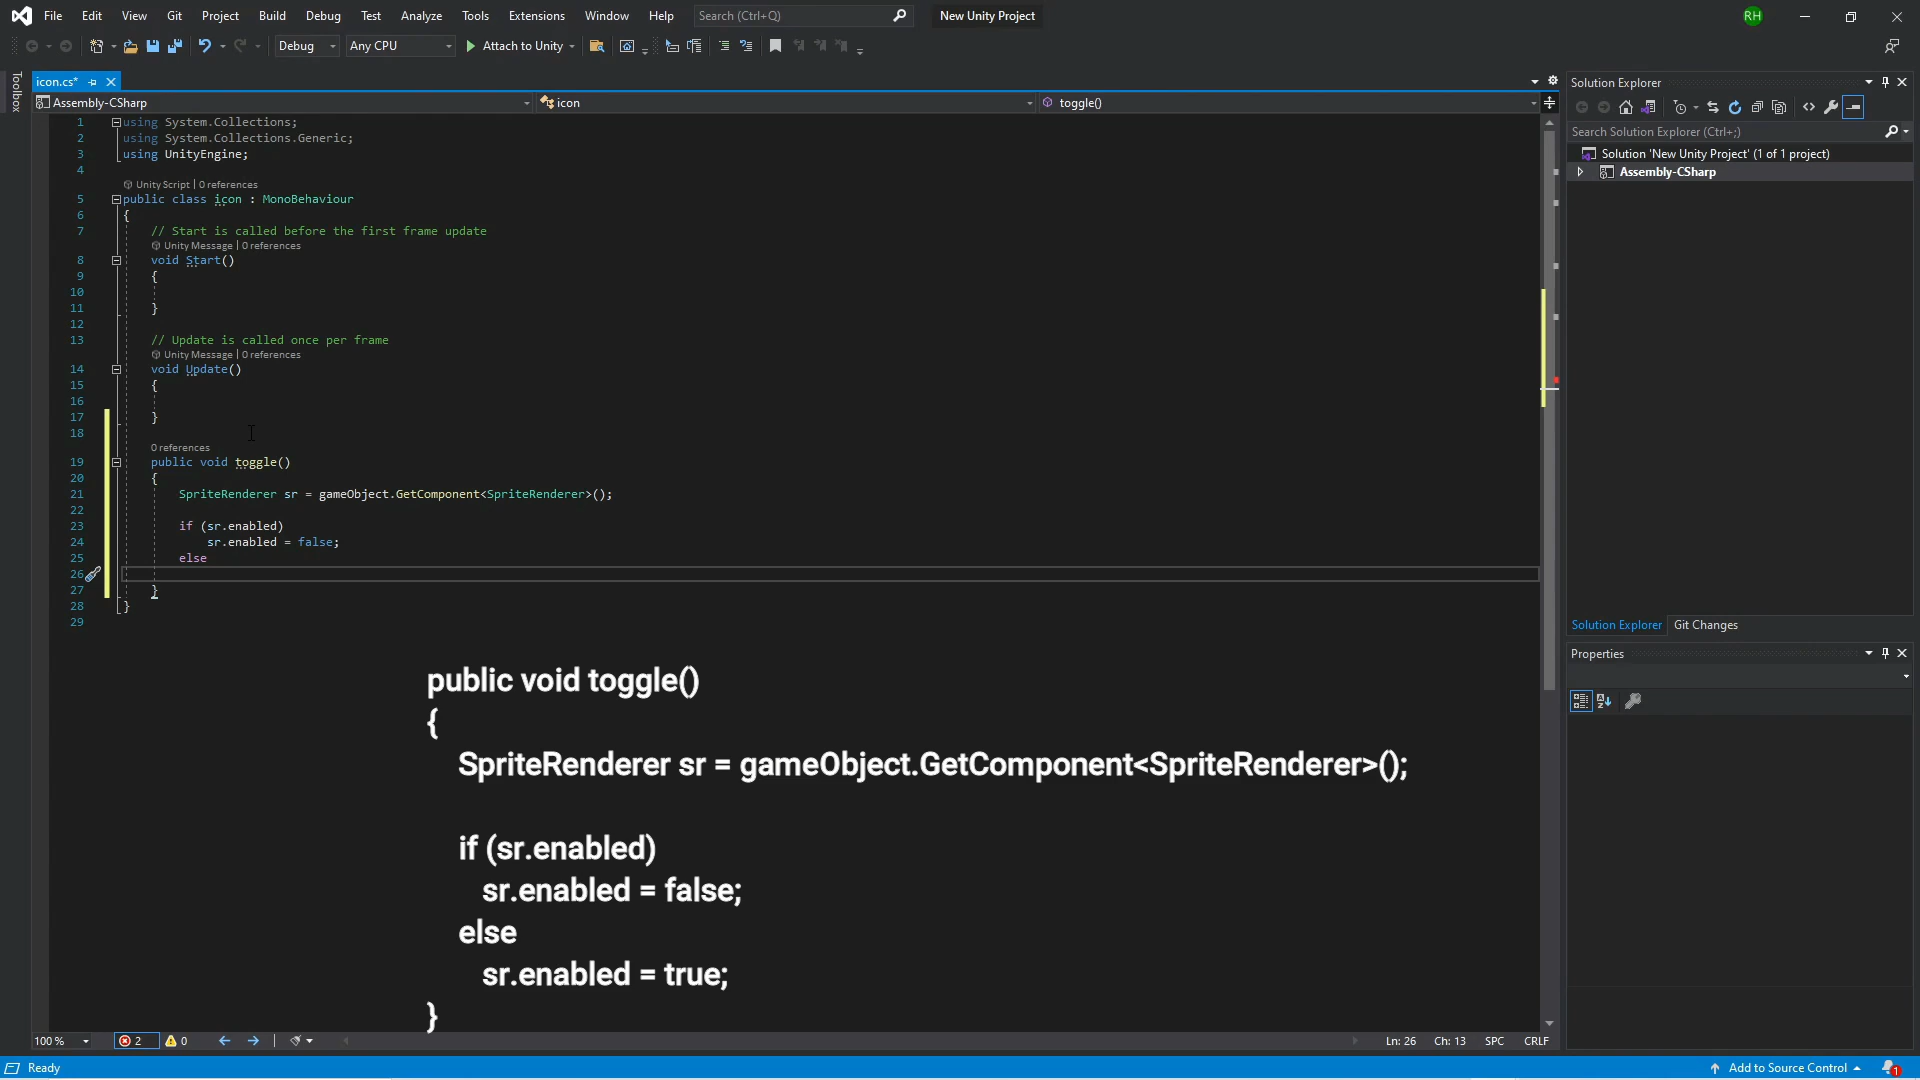 File Edit View Git Project Build Debug Test Analyze Tools Extensions Window Help Search (Ctrl+Q) New Unity Project RH
Debug Any CPU Attach to Unity
Toolbox
icon.cs*
Assembly-CSharp icon toggle()
1 using System.Collections;
2 using System.Collections.Generic;
3 using UnityEngine;
4
Unity Script | 0 references
5 public class icon : MonoBehaviour
6 {
7 // Start is called before the first frame update
Unity Message | 0 references
8 void Start()
9 {
10
11 }
12
13 // Update is called once per frame
Unity Message | 0 references
14 void Update()
15 {
16
17 }
18
0 references
19 public void toggle()
20 {
21 SpriteRenderer sr = gameObject.GetComponent<SpriteRenderer>();
22
23 if (sr.enabled)
24 sr.enabled = false;
25 else
26
27 }
28 }
29
public void toggle()
{
SpriteRenderer sr = gameObject.GetComponent<SpriteRenderer>();
if (sr.enabled)
sr.enabled = false;
else
sr.enabled = true;
}
100 % 2 0 Ln: 26 Ch: 13 SPC CRLF
Solution Explorer
Search Solution Explorer (Ctrl+;)
Solution 'New Unity Project' (1 of 1 project)
Assembly-CSharp
Solution Explorer Git Changes
Properties
Ready Add to Source Control 1